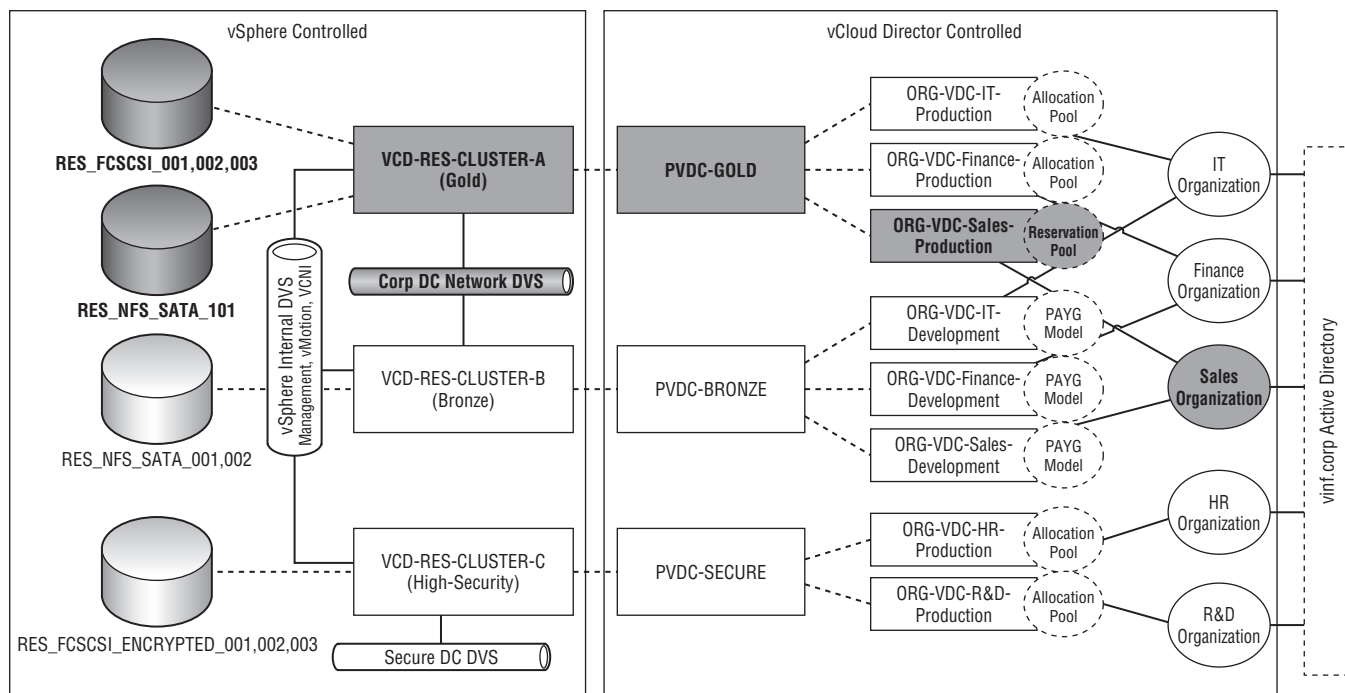 vSphere Controlled
RES_FCSCSI_001,002,003
RES_NFS_SATA_101
RES_NFS_SATA_001,002
RES_FCSCSI_ENCRYPTED_001,002,003
vSphere Internal DVS
Management, vMotion, VCNI
VCD-RES-CLUSTER-A
(Gold)
Corp DC Network DVS
VCD-RES-CLUSTER-B
(Bronze)
VCD-RES-CLUSTER-C
(High-Security)
Secure DC DVS
vCloud Director Controlled
PVDC-GOLD
PVDC-BRONZE
PVDC-SECURE
ORG-VDC-IT-
Production
Allocation
Pool
ORG-VDC-Finance-
Production
Allocation
Pool
ORG-VDC-Sales-
Production
Reservation
Pool
ORG-VDC-IT-
Development
PAYG
Model
ORG-VDC-Finance-
Development
PAYG
Model
ORG-VDC-Sales-
Development
PAYG
Model
ORG-VDC-HR-
Production
Allocation
Pool
ORG-VDC-R&D-
Production
Allocation
Pool
IT
Organization
Finance
Organization
Sales
Organization
HR
Organization
R&D
Organization
vinf.corp Active Directory